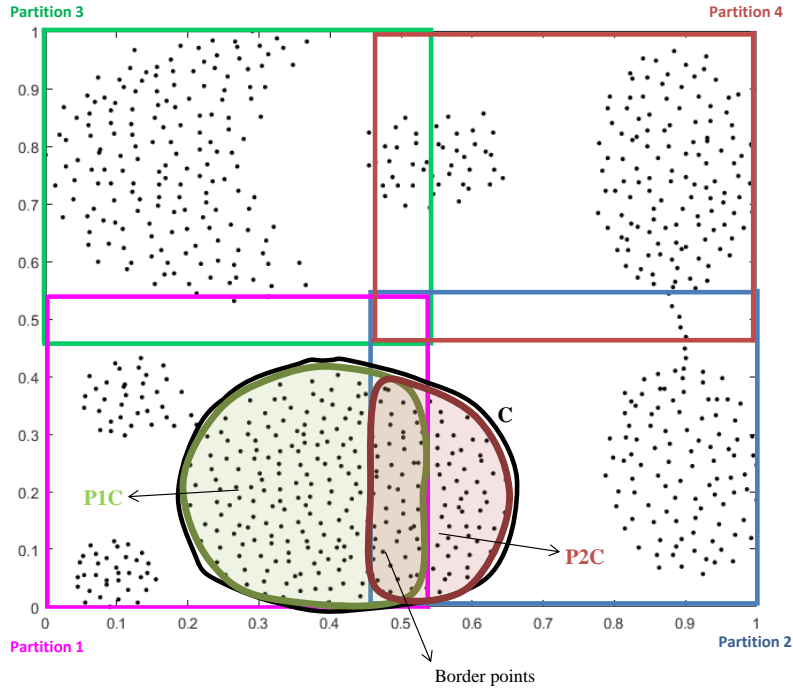 Partition 3
Partition 4
1
0.9
0.8
0.7
0.6
0.5
0.4
0.3
0.2
0.1
0
C
P1C
P2C
0 0.1 0.2 0.3 0.4 0.5 0.6 0.7 0.8 0.9 1
Partition 1
Partition 2
Border points